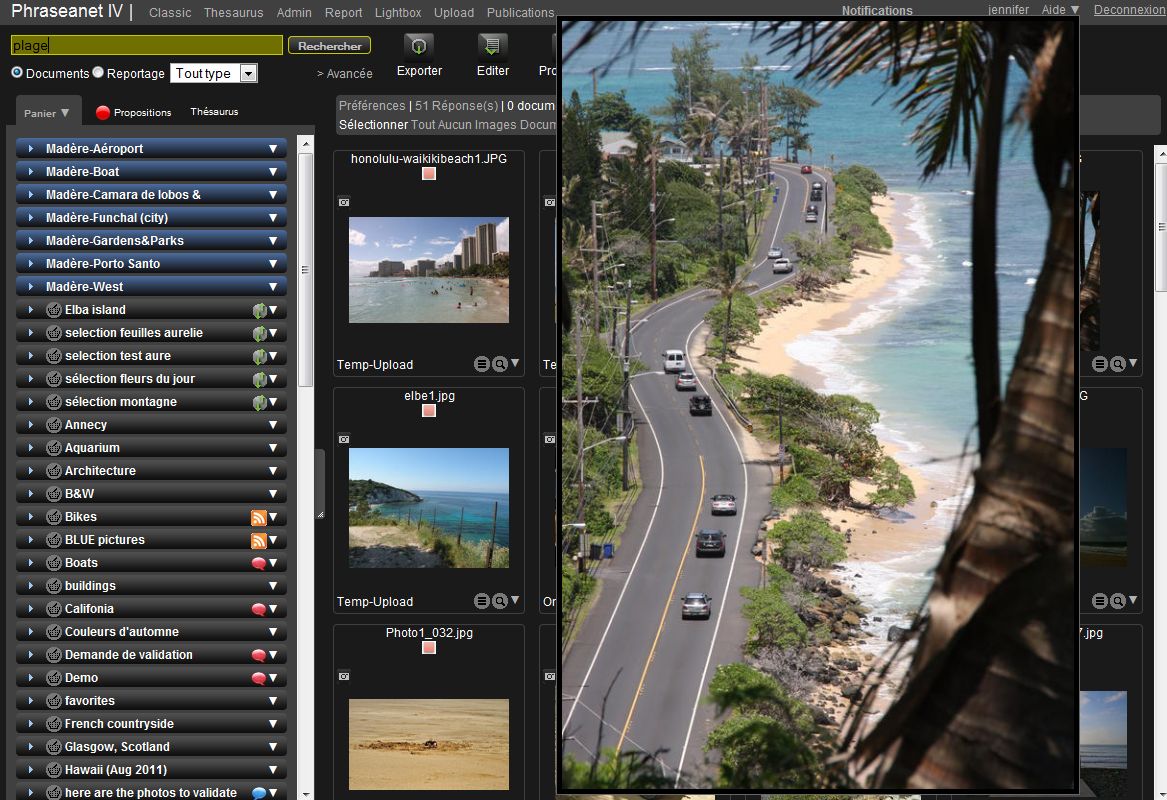 Phraseanet IV | Classic Thesaurus Admin Report Lightbox Upload Publications Notifications jennifer Aide ▼ Deconnexion
plage Rechercher
Documents Reportage Tout type > Avancée
Exporter Editer
Panier ▼ Propositions Thésaurus
Préférences | 51 Réponse(s) | 0 docum
Sélectionner Tout Aucun Images Docum
Madère-Aéroport
Madère-Boat
Madère-Camara de lobos &
Madère-Funchal (city)
Madère-Gardens&Parks
Madère-Porto Santo
Madère-West
Elba island
selection feuilles aurelie
selection test aure
sélection fleurs du jour
sélection montagne
Annecy
Aquarium
Architecture
B&W
Bikes
BLUE pictures
Boats
buildings
Califonia
Couleurs d'automne
Demande de validation
Demo
favorites
French countryside
Glasgow, Scotland
Hawaii (Aug 2011)
here are the photos to validate
honolulu-waikikibeach1.JPG
Temp-Upload
elbe1.jpg
Temp-Upload
Photo1_032.jpg
7.jpg